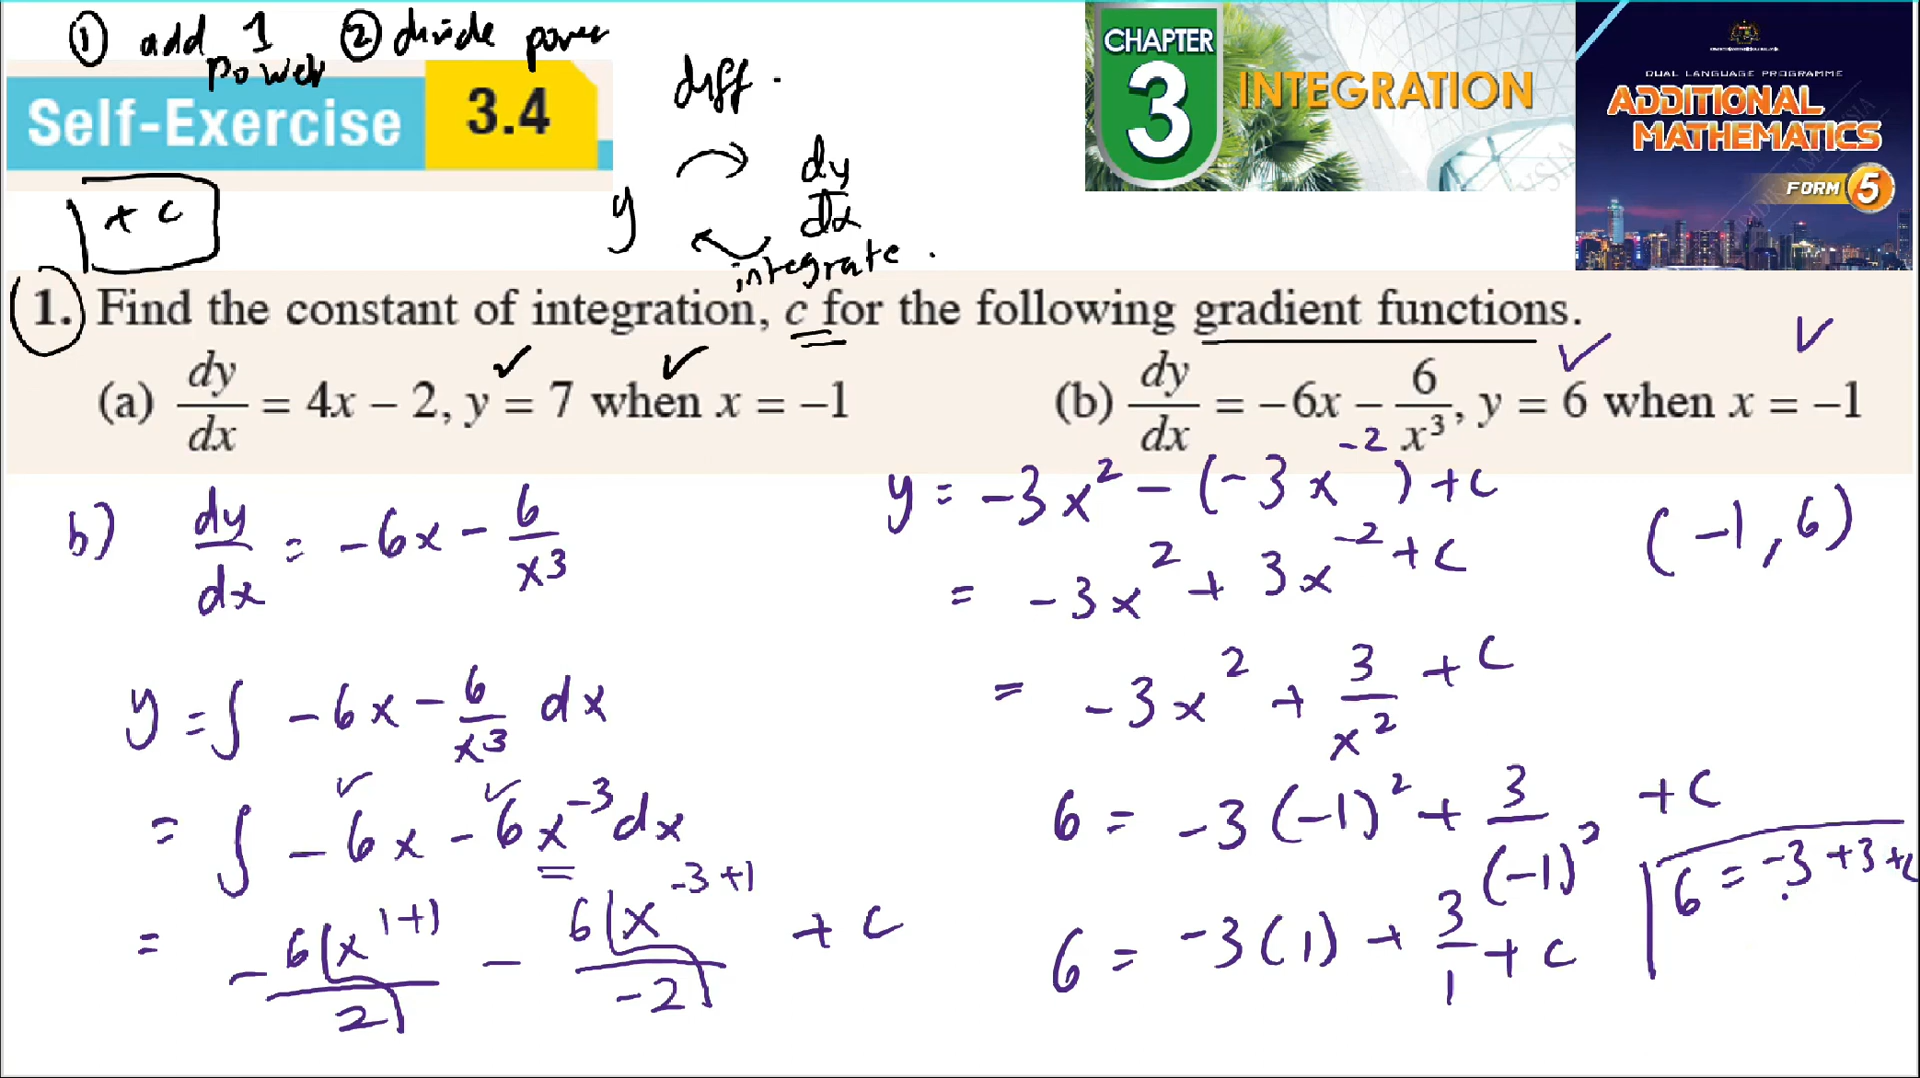 ① add 1 power ② divide power
Self-Exercise 3.4
+ c
diff.
y dy/dx
integrate.
CHAPTER 3 INTEGRATION
DUAL LANGUAGE PROGRAMME
ADDITIONAL
MATHEMATICS
FORM 5
1. Find the constant of integration, c for the following gradient functions.
(a) dy/dx = 4x – 2, y = 7 when x = –1
(b) dy/dx = –6x – 6/x³, y = 6 when x = –1
b) dy/dx = -6x - 6/x³
y = ∫ -6x - 6/x³ dx
= ∫ -6x - 6x⁻³ dx
= -6(x¹⁺¹)/2 - 6(x⁻³⁺¹)/-2 + c
y = -3x² - (-3x⁻²) + c
= -3x² + 3x⁻² + c
= -3x² + 3/x² + c
(-1, 6)
6 = -3(-1)² + 3/(-1)² + c
6 = -3(1) + 3/1 + c
6 = -3 + 3 + c